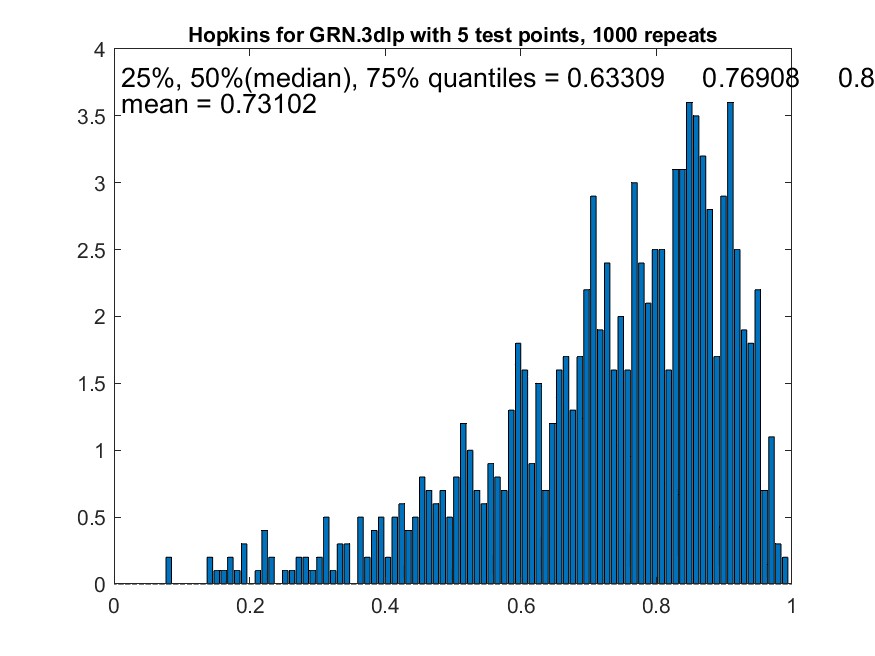 Hopkins for GRN.3dlp with 5 test points, 1000 repeats
25%, 50%(median), 75% quantiles = 0.63309 0.76908 0.8
mean = 0.73102
4
3.5
3
2.5
2
1.5
1
0.5
0
0 0.2 0.4 0.6 0.8 1